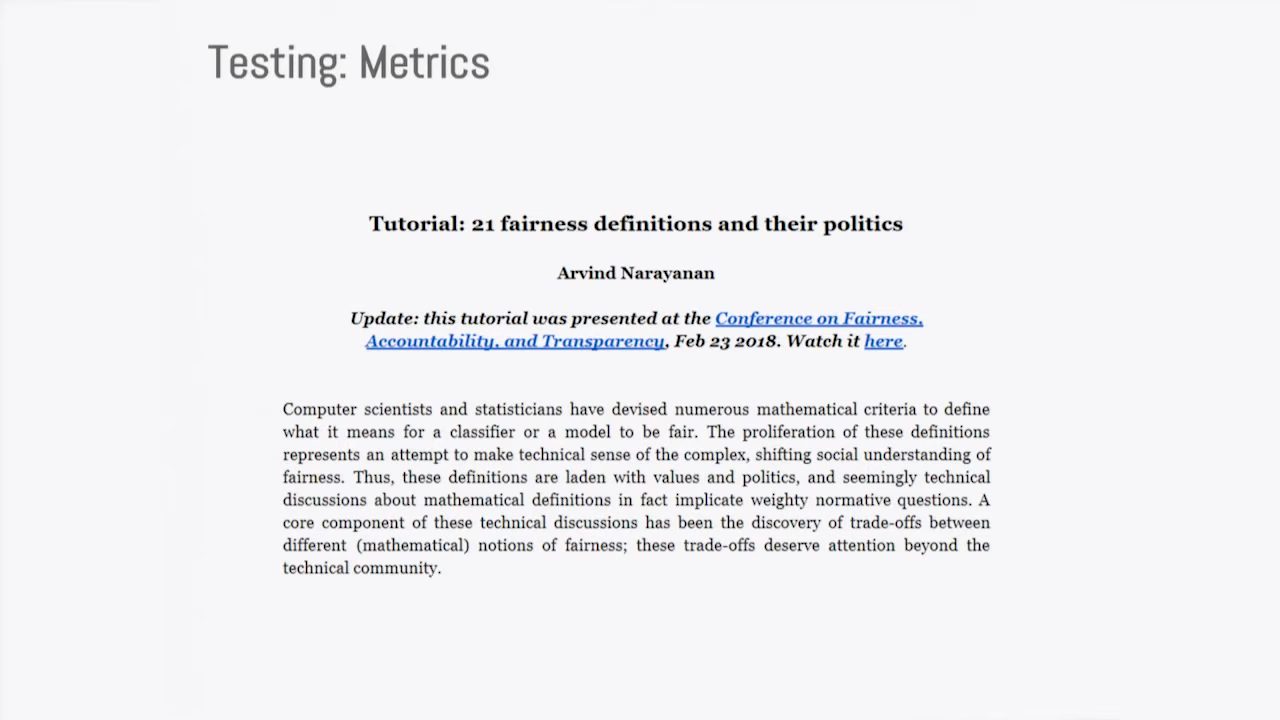 Testing: Metrics
Tutorial: 21 fairness definitions and their politics
Arvind Narayanan
Update: this tutorial was presented at the Conference on Fairness,
Accountability, and Transparency, Feb 23 2018. Watch it here.
Computer scientists and statisticians have devised numerous mathematical criteria to define
what it means for a classifier or a model to be fair. The proliferation of these definitions
represents an attempt to make technical sense of the complex, shifting social understanding of
fairness. Thus, these definitions are laden with values and politics, and seemingly technical
discussions about mathematical definitions in fact implicate weighty normative questions. A
core component of these technical discussions has been the discovery of trade-offs between
different (mathematical) notions of fairness; these trade-offs deserve attention beyond the
technical community.